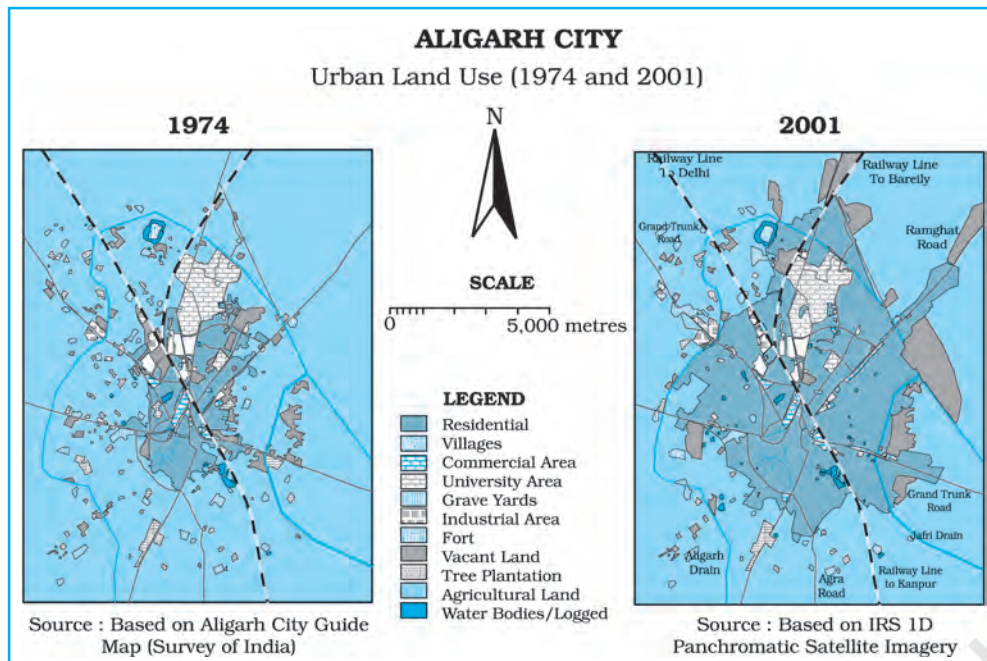 ALIGARH CITY
Urban Land Use (1974 and 2001)
N
1974
2001
SCALE
0 5,000 metres
LEGEND
Residential
Villages
Commercial Area
University Area
Grave Yards
Industrial Area
Fort
Vacant Land
Tree Plantation
Agricultural Land
Water Bodies/Logged
Railway Line
To Delhi
Railway Line
To Bareily
Grand Trunk
Road
Ramghat
Road
Grand Trunk
Road
Jafri Drain
Aligarh
Drain
Agra
Road
Railway Line
to Kanpur
Source : Based on Aligarh City Guide
Map (Survey of India)
Source : Based on IRS 1D
Panchromatic Satellite Imagery